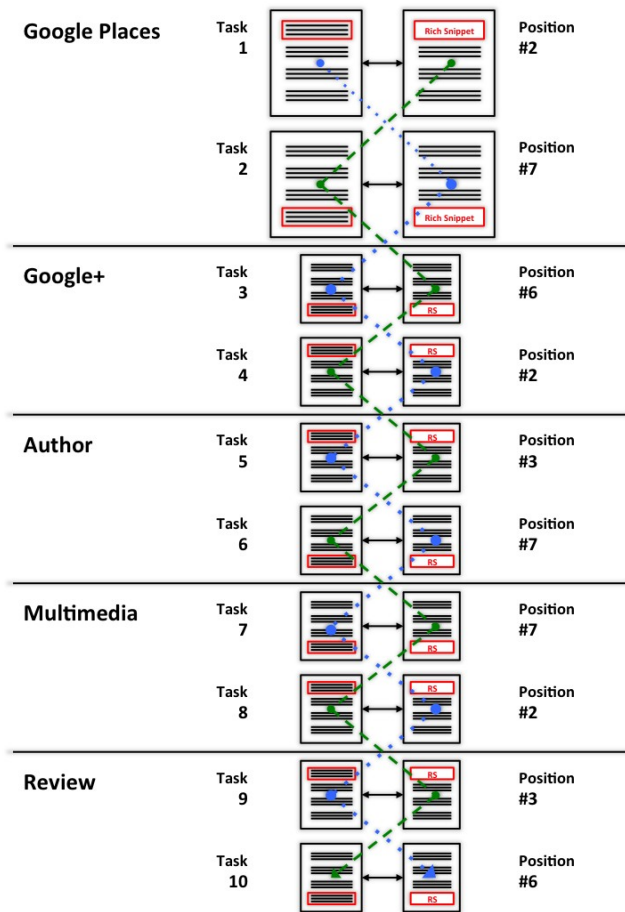 Google Places
Task
1
Rich Snippet
Position
#2
Task
2
Rich Snippet
Position
#7
Google+
Task
3
RS
Position
#6
Task
4
RS
Position
#2
Author
Task
5
RS
Position
#3
Task
6
RS
Position
#7
Multimedia
Task
7
RS
Position
#7
Task
8
RS
Position
#2
Review
Task
9
RS
Position
#3
Task
10
RS
Position
#6